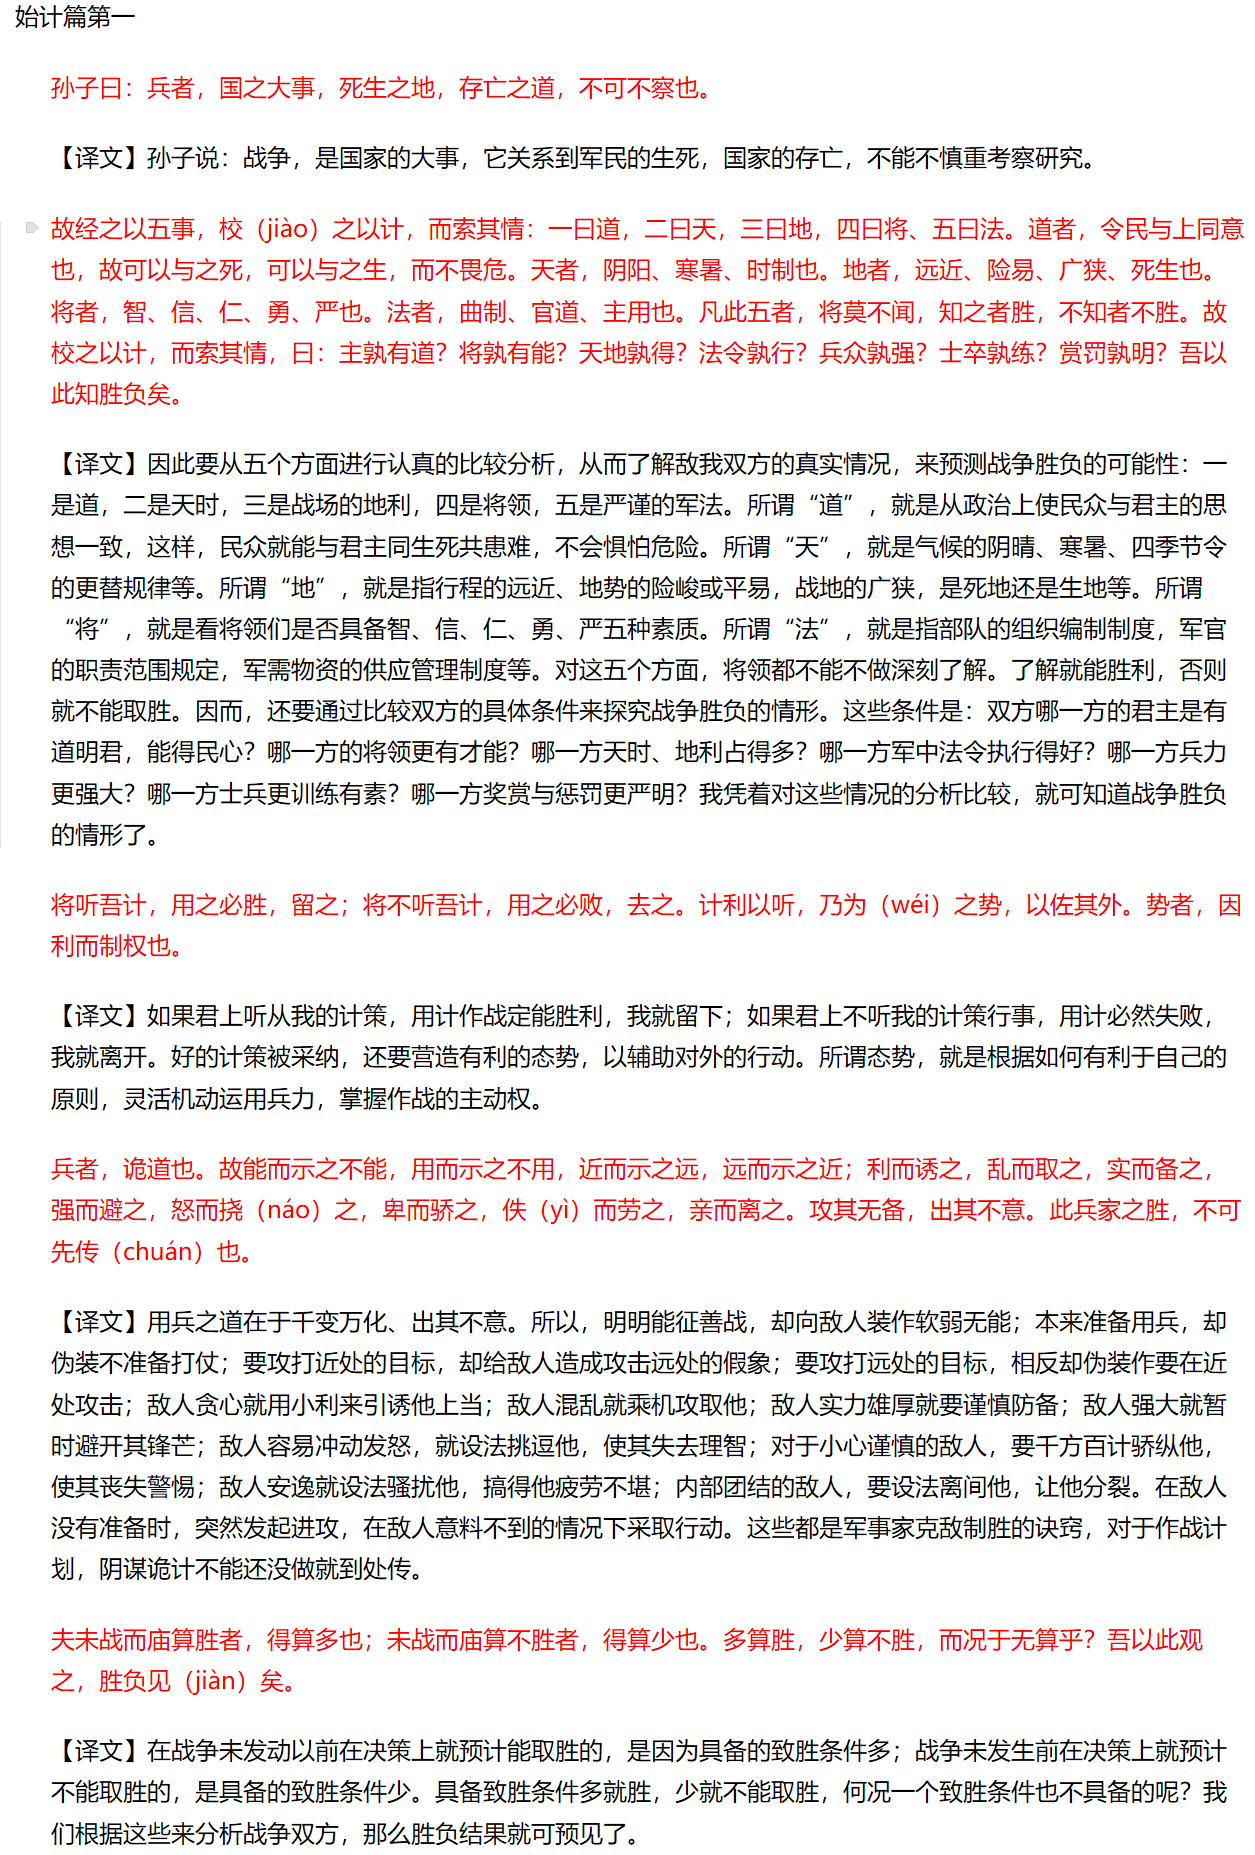 始计篇第一
孙子曰：兵者，国之大事，死生之地，存亡之道，不可不察也。
【译文】孙子说：战争，是国家的大事，它关系到军民的生死，国家的存亡，不能不慎重考察研究。
故经之以五事，校（jiào）之以计，而索其情：一曰道，二曰天，三曰地，四曰将、五曰法。道者，令民与上同意
也，故可以与之死，可以与之生，而不畏危。天者，阴阳、寒暑、时制也。地者，远近、险易、广狭、死生也。
将者，智、信、仁、勇、严也。法者，曲制、官道、主用也。凡此五者，将莫不闻，知之者胜，不知者不胜。故
校之以计，而索其情，曰：主孰有道？将孰有能？天地孰得？法令孰行？兵众孰强？士卒孰练？赏罚孰明？吾以
此知胜负矣。
【译文】因此要从五个方面进行认真的比较分析，从而了解敌我双方的真实情况，来预测战争胜负的可能性：一
是道，二是天时，三是战场的地利，四是将领，五是严谨的军法。所谓“道”，就是从政治上使民众与君主的思
想一致，这样，民众就能与君主同生死共患难，不会惧怕危险。所谓“天”，就是气候的阴晴、寒暑、四季节令
的更替规律等。所谓“地”，就是指行程的远近、地势的险峻或平易，战地的广狭，是死地还是生地等。所谓
“将”，就是看将领们是否具备智、信、仁、勇、严五种素质。所谓“法”，就是指部队的组织编制制度，军官
的职责范围规定，军需物资的供应管理制度等。对这五个方面，将领都不能不做深刻了解。了解就能胜利，否则
就不能取胜。因而，还要通过比较双方的具体条件来探究战争胜负的情形。这些条件是：双方哪一方的君主是有
道明君，能得民心？哪一方的将领更有才能？哪一方天时、地利占得多？哪一方军中法令执行得好？哪一方兵力
更强大？哪一方士兵更训练有素？哪一方奖赏与惩罚更严明？我凭着对这些情况的分析比较，就可知道战争胜负
的情形了。
将听吾计，用之必胜，留之；将不听吾计，用之必败，去之。计利以听，乃为（wéi）之势，以佐其外。势者，因
利而制权也。
【译文】如果君上听从我的计策，用计作战定能胜利，我就留下；如果君上不听我的计策行事，用计必然失败，
我就离开。好的计策被采纳，还要营造有利的态势，以辅助对外的行动。所谓态势，就是根据如何有利于自己的
原则，灵活机动运用兵力，掌握作战的主动权。
兵者，诡道也。故能而示之不能，用而示之不用，近而示之远，远而示之近；利而诱之，乱而取之，实而备之，
强而避之，怒而挠（náo）之，卑而骄之，佚（yì）而劳之，亲而离之。攻其无备，出其不意。此兵家之胜，不可
先传（chuán）也。
【译文】用兵之道在于千变万化、出其不意。所以，明明能征善战，却向敌人装作软弱无能；本来准备用兵，却
伪装不准备打仗；要攻打近处的目标，却给敌人造成攻击远处的假象；要攻打远处的目标，相反却伪装作要在近
处攻击；敌人贪心就用小利来引诱他上当；敌人混乱就乘机攻取他；敌人实力雄厚就要谨慎防备；敌人强大就暂
时避开其锋芒；敌人容易冲动发怒，就设法挑逗他，使其失去理智；对于小心谨慎的敌人，要千方百计骄纵他，
使其丧失警惕；敌人安逸就设法骚扰他，搞得他疲劳不堪；内部团结的敌人，要设法离间他，让他分裂。在敌人
没有准备时，突然发起进攻，在敌人意料不到的情况下采取行动。这些都是军事家克敌制胜的诀窍，对于作战计
划，阴谋诡计不能还没做就到处传。
夫未战而庙算胜者，得算多也；未战而庙算不胜者，得算少也。多算胜，少算不胜，而况于无算乎？吾以此观
之，胜负见（jiàn）矣。
【译文】在战争未发动以前在决策上就预计能取胜的，是因为具备的致胜条件多；战争未发生前在决策上就预计
不能取胜的，是具备的致胜条件少。具备致胜条件多就胜，少就不能取胜，何况一个致胜条件也不具备的呢？我
们根据这些来分析战争双方，那么胜负结果就可预见了。